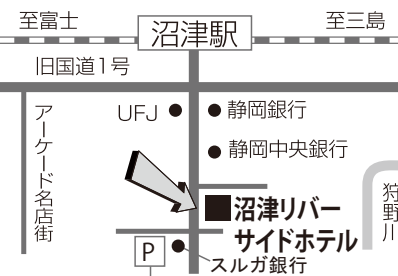 至富士
沼津駅
至三島
旧国道1号
UFJ
静岡銀行
静岡中央銀行
アーケード名店街
沼津リバー
サイドホテル
狩野川
P
スルガ銀行